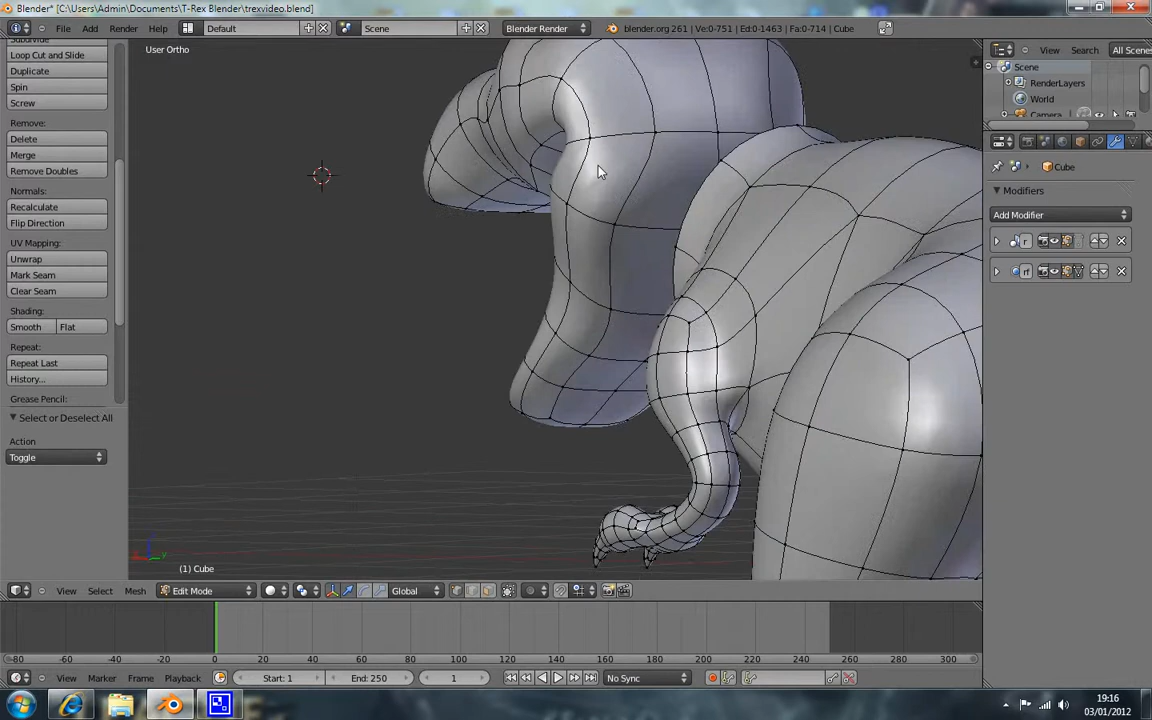 Blender* [C:\Users\Admin\Documents\T-Rex Blender\trexvideo.blend]
File Add Render Help Default Scene Blender Render blender.org 261 | Ve:0-751 | Ed:0-1463 | Fa:0-714 | Cube
User Ortho
View Search All Scenes
Scene
RenderLayers
World
Camera
Subdivide
Loop Cut and Slide
Duplicate
Spin
Screw
Remove:
Delete
Merge
Remove Doubles
Normals:
Recalculate
Flip Direction
UV Mapping:
Unwrap
Mark Seam
Clear Seam
Shading:
Smooth Flat
Repeat:
Repeat Last
History...
Grease Pencil:
Select or Deselect All
Action
Toggle
Cube
Modifiers
Add Modifier
r
rf
(1) Cube
View Select Mesh Edit Mode Global
-80 -60 -40 -20 0 20 40 60 80 100 120 140 160 180 200 220 240 260 280 300
View Marker Frame Playback Start: 1 End: 250 1 No Sync
19:16
03/01/2012